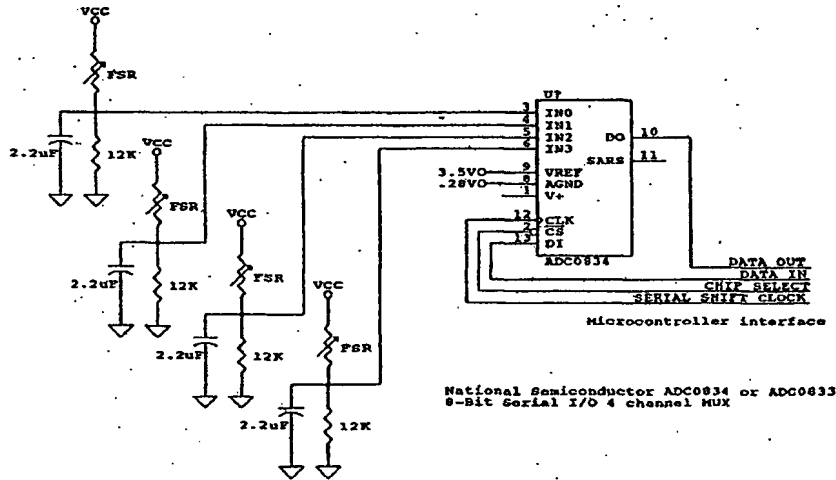 VCC
FSR
2.2uF
12K
VCC
FSR
2.2uF
12K
VCC
FSR
2.2uF
12K
VCC
FSR
2.2uF
12K
U?
3 IN0
4 IN1
5 IN2
6 IN3
3.5V 9 VREF
.28V 8 AGND
1 V+
12 CLK
2 CS
13 DI
DO 10
SARS 11
ADC0834
DATA OUT
DATA IN
CHIP SELECT
SERIAL SHIFT CLOCK
Microcontroller interface
National Semiconductor ADC0834 or ADC0833
8-Bit Serial I/O 4 channel MUX